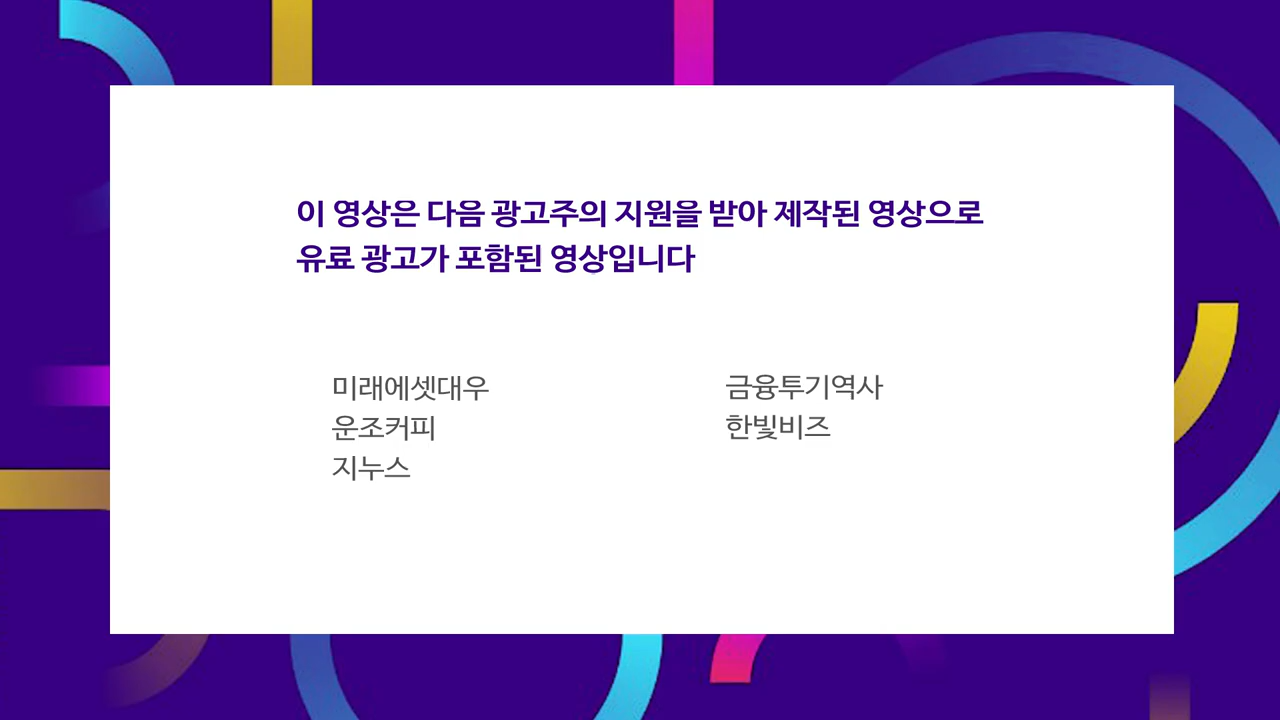 이 영상은 다음 광고주의 지원을 받아 제작된 영상으로
유료 광고가 포함된 영상입니다
미래에셋대우
운조커피
지누스
금융투기역사
한빛비즈